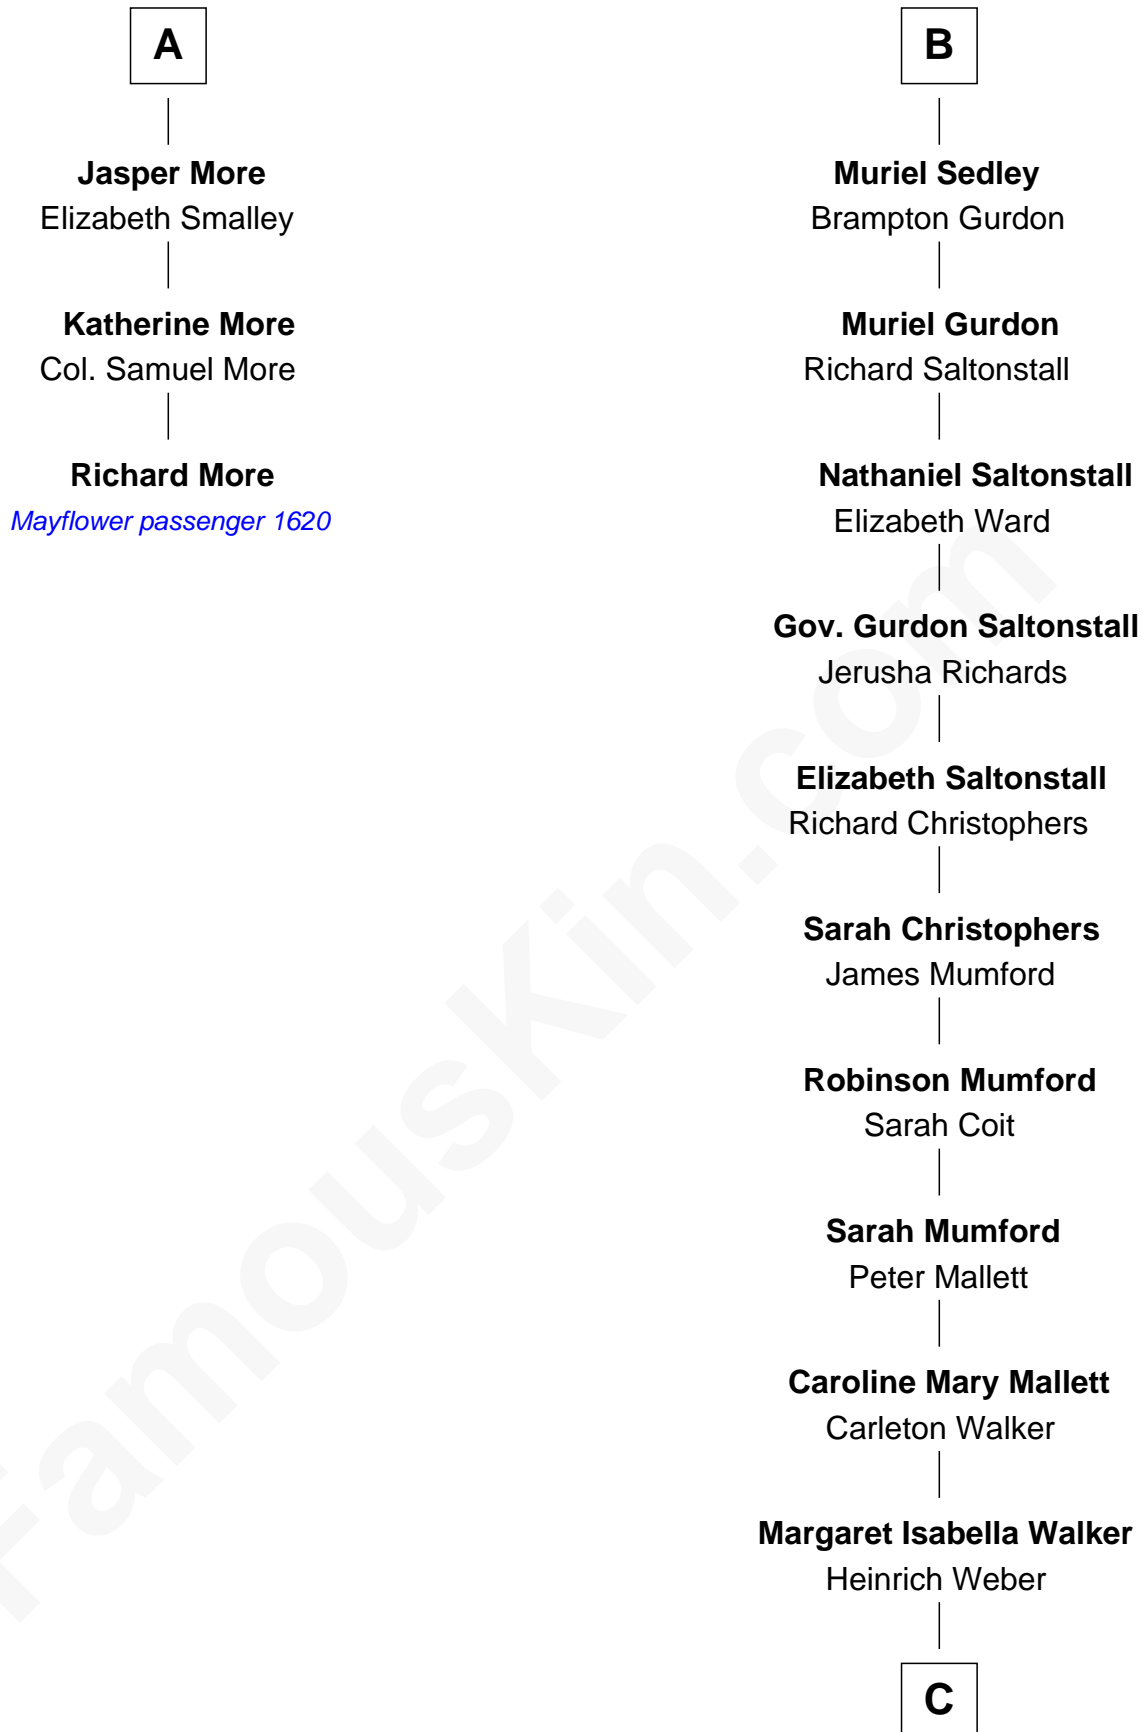 A
Jasper More
Elizabeth Smalley
Katherine More
Col. Samuel More
Richard More
Mayflower passenger 1620
B
Muriel Sedley
Brampton Gurdon
Muriel Gurdon
Richard Saltonstall
Nathaniel Saltonstall
Elizabeth Ward
Gov. Gurdon Saltonstall
Jerusha Richards
Elizabeth Saltonstall
Richard Christophers
Sarah Christophers
James Mumford
Robinson Mumford
Sarah Coit
Sarah Mumford
Peter Mallett
Caroline Mary Mallett
Carleton Walker
Margaret Isabella Walker
Heinrich Weber
C
FamousKin.com